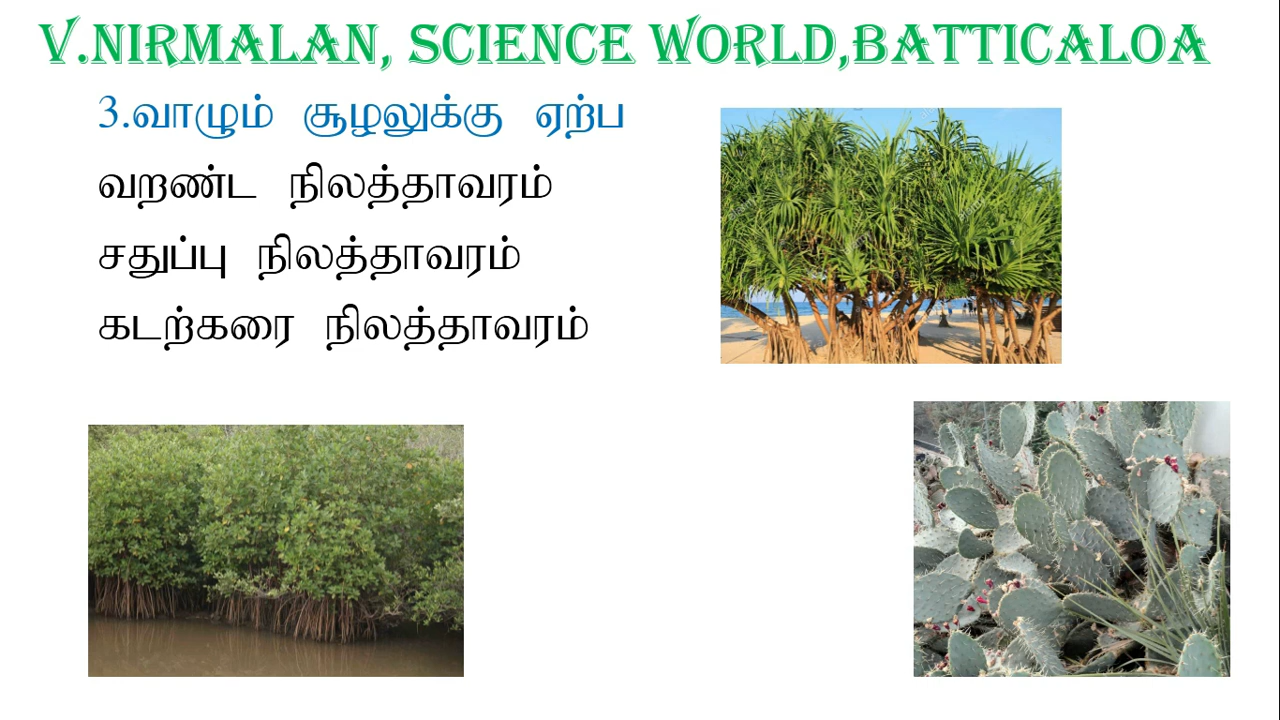 V.NIRMALAN, SCIENCE WORLD,BATTICALOA
3.வாழும் சூழலுக்கு ஏற்ப
வறண்ட நிலத்தாவரம்
சதுப்பு நிலத்தாவரம்
கடற்கரை நிலத்தாவரம்